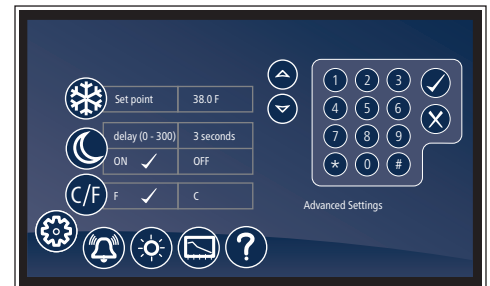 Set point 38.0 F
delay (0 - 300) 3 seconds
ON OFF
C/F F C
?
1 2 3
4 5 6
7 8 9
* 0 #
Advanced Settings